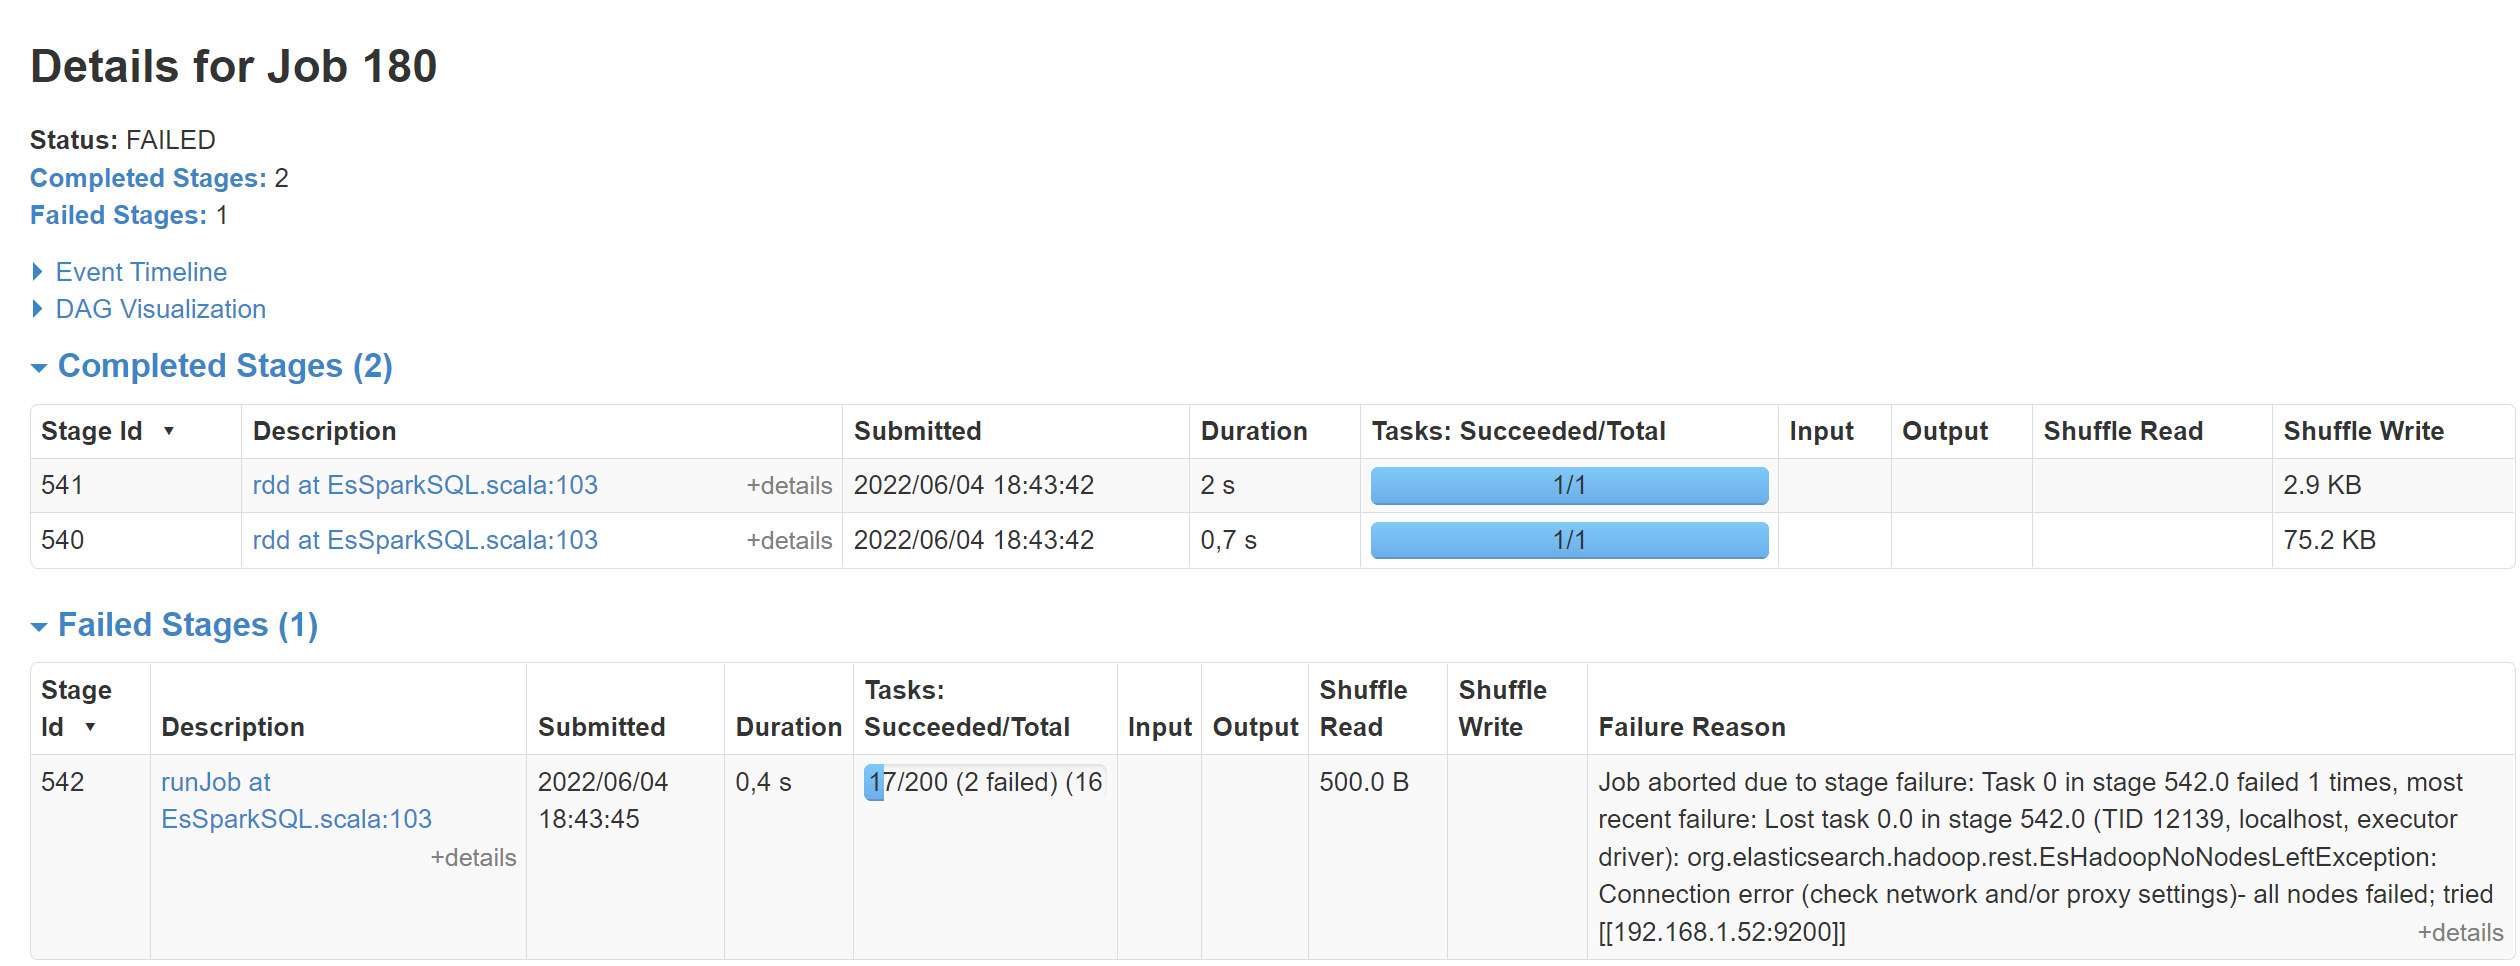 Details for Job 180
Status: FAILED
Completed Stages: 2
Failed Stages: 1
Event Timeline
DAG Visualization
Completed Stages (2)
Stage Id ▾ Description Submitted Duration Tasks: Succeeded/Total Input Output Shuffle Read Shuffle Write
541 rdd at EsSparkSQL.scala:103 +details 2022/06/04 18:43:42 2 s 1/1 2.9 KB
540 rdd at EsSparkSQL.scala:103 +details 2022/06/04 18:43:42 0,7 s 1/1 75.2 KB
Failed Stages (1)
Stage Id ▾ Description Submitted Duration Tasks: Succeeded/Total Input Output Shuffle Read Shuffle Write Failure Reason
542 runJob at EsSparkSQL.scala:103 +details 2022/06/04 18:43:45 0,4 s 17/200 (2 failed) (16 500.0 B
Job aborted due to stage failure: Task 0 in stage 542.0 failed 1 times, most
recent failure: Lost task 0.0 in stage 542.0 (TID 12139, localhost, executor
driver): org.elasticsearch.hadoop.rest.EsHadoopNoNodesLeftException:
Connection error (check network and/or proxy settings)- all nodes failed; tried
[[192.168.1.52:9200]] +details